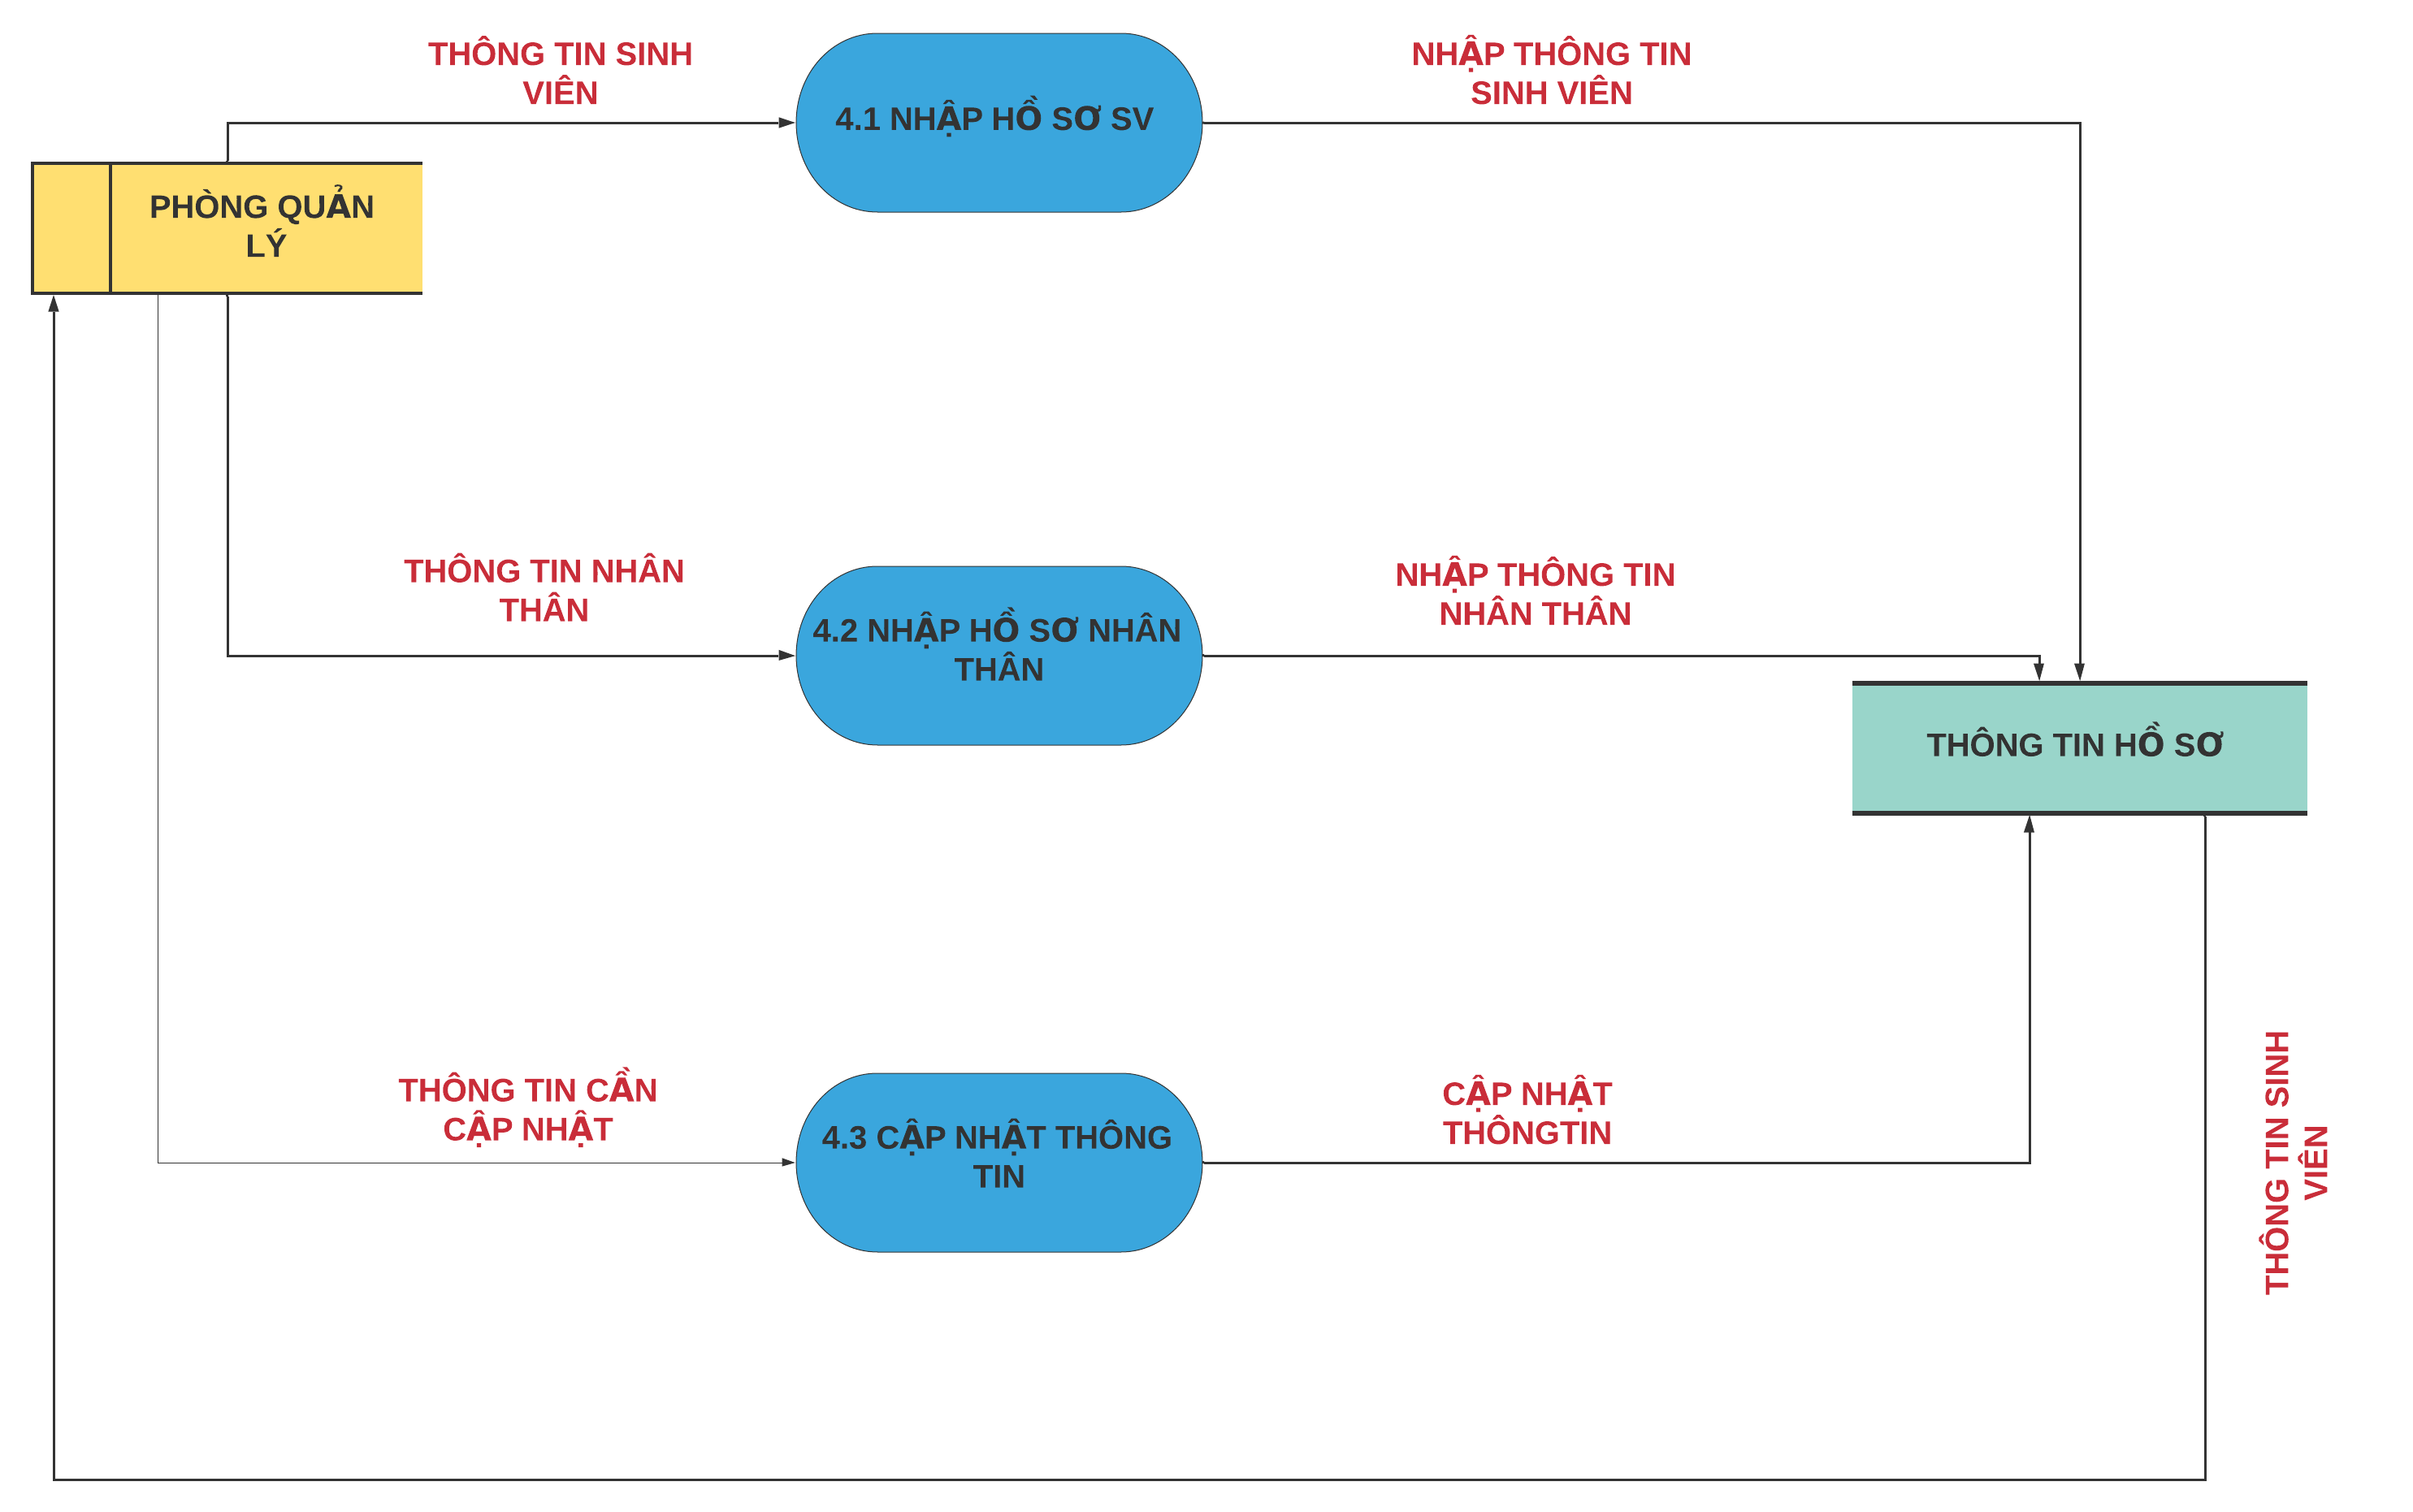 THÔNG TIN SINH
VIÊN
4.1 NHẬP HỒ SƠ SV
NHẬP THÔNG TIN
SINH VIÊN
PHÒNG QUẢN
LÝ
THÔNG TIN NHÂN
THÂN
4.2 NHẬP HỒ SƠ NHÂN
THÂN
NHẬP THÔNG TIN
NHÂN THÂN
THÔNG TIN HỒ SƠ
THÔNG TIN CẦN
CẬP NHẬT
4.3 CẬP NHẬT THÔNG
TIN
CẬP NHẬT
THÔNGTIN
THÔNG TIN SINH
VIÊN